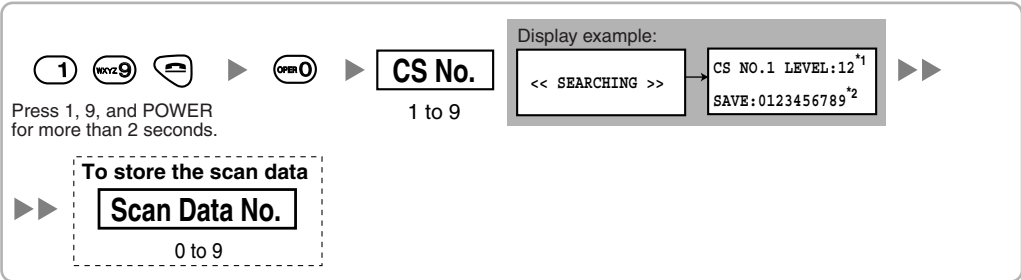 Display example:
1 WXYZ 9 OPER 0 CS No. << SEARCHING >> CS NO.1 LEVEL:12*1
SAVE:0123456789*2
Press 1, 9, and POWER
for more than 2 seconds.
1 to 9
To store the scan data
Scan Data No.
0 to 9